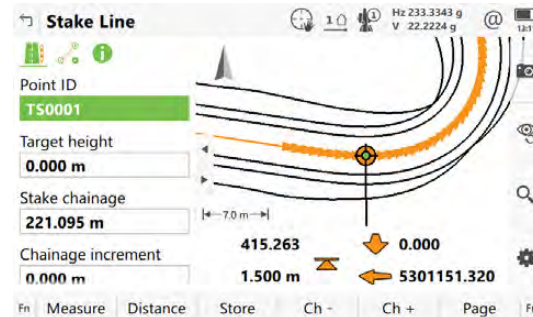 Stake Line
1
1
Hz 233.3343 g
V 22.2224 g
@
Point ID
TS0001
Target height
0.000 m
Stake chainage
221.095 m
Chainage increment
0.000 m
7.0 m
415.263
0.000
1.500 m
5301151.320
Fn Measure Distance Store Ch - Ch + Page